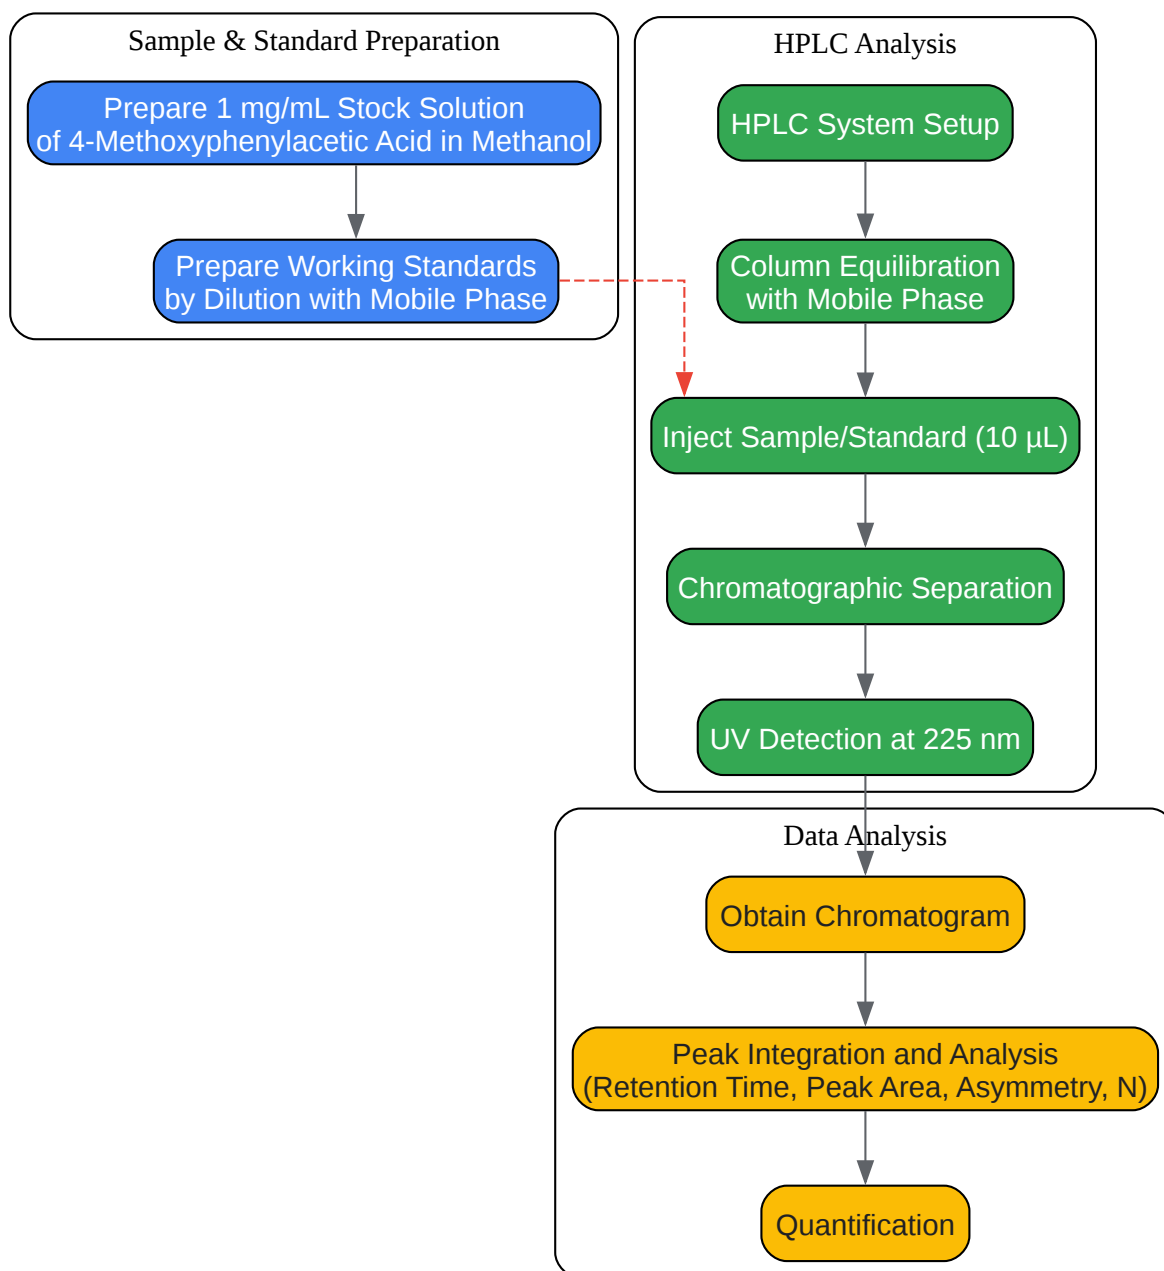 Sample & Standard Preparation
Prepare 1 mg/mL Stock Solution
of 4-Methoxyphenylacetic Acid in Methanol
Prepare Working Standards
by Dilution with Mobile Phase
HPLC Analysis
HPLC System Setup
Column Equilibration
with Mobile Phase
Inject Sample/Standard (10 µL)
Chromatographic Separation
UV Detection at 225 nm
Data Analysis
Obtain Chromatogram
Peak Integration and Analysis
(Retention Time, Peak Area, Asymmetry, N)
Quantification